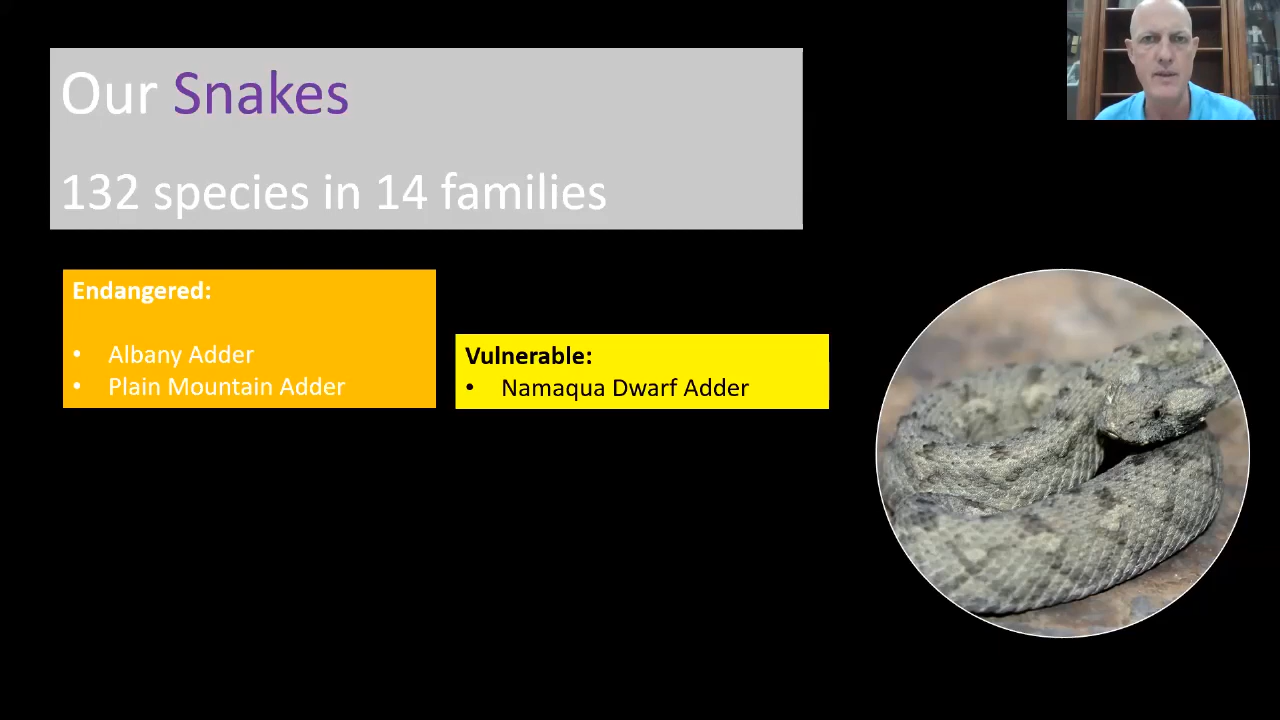 Our Snakes
132 species in 14 families
Endangered:
• Albany Adder
• Plain Mountain Adder
Vulnerable:
• Namaqua Dwarf Adder